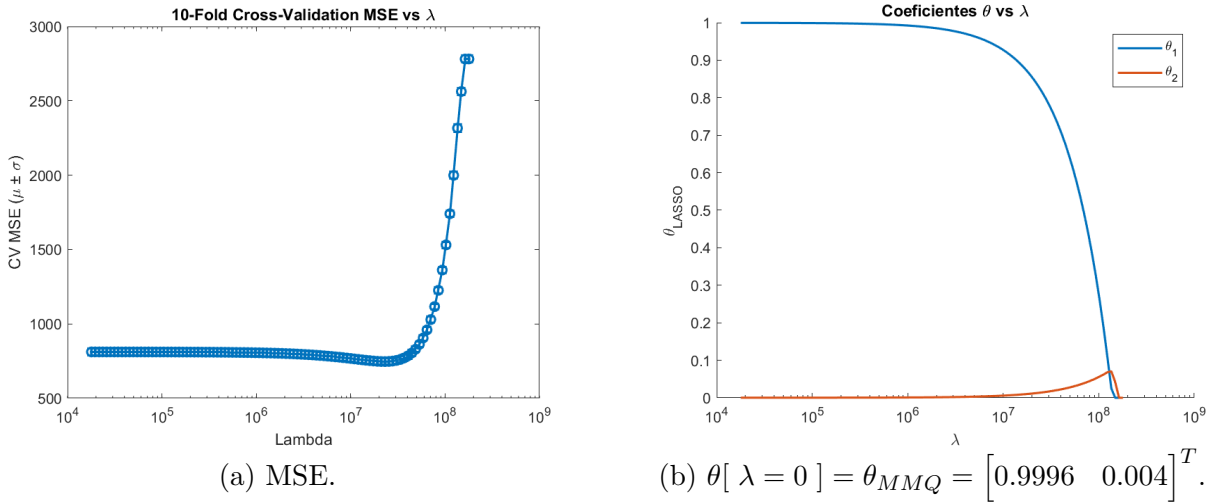 10-Fold Cross-Validation MSE vs λ
CV MSE (μ ± σ)
3000
2500
2000
1500
1000
500
10^4 10^5 10^6 10^7 10^8 10^9
Lambda
(a) MSE.
Coeficientes θ vs λ
θ_LASSO
1
0.9
0.8
0.7
0.6
0.5
0.4
0.3
0.2
0.1
0
θ_1
θ_2
10^4 10^5 10^6 10^7 10^8 10^9
λ
(b) θ[ λ = 0 ] = θ_MMQ = [0.9996 0.004]^T.